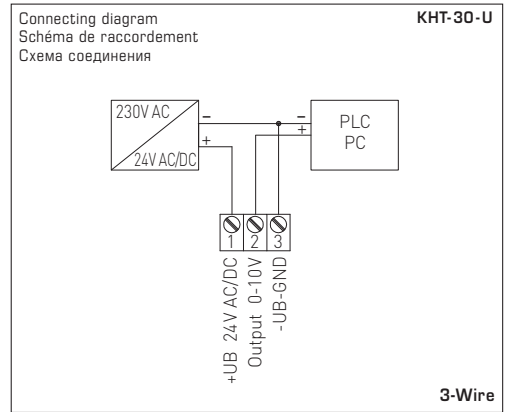 Connecting diagram
KHT-30-U
Schéma de raccordement
Схема соединения
230V AC
24V AC/DC
–
+
–
+
PLC
PC
1 2 3
+UB 24V AC/DC
Output 0-10V
-UB-GND
3-Wire